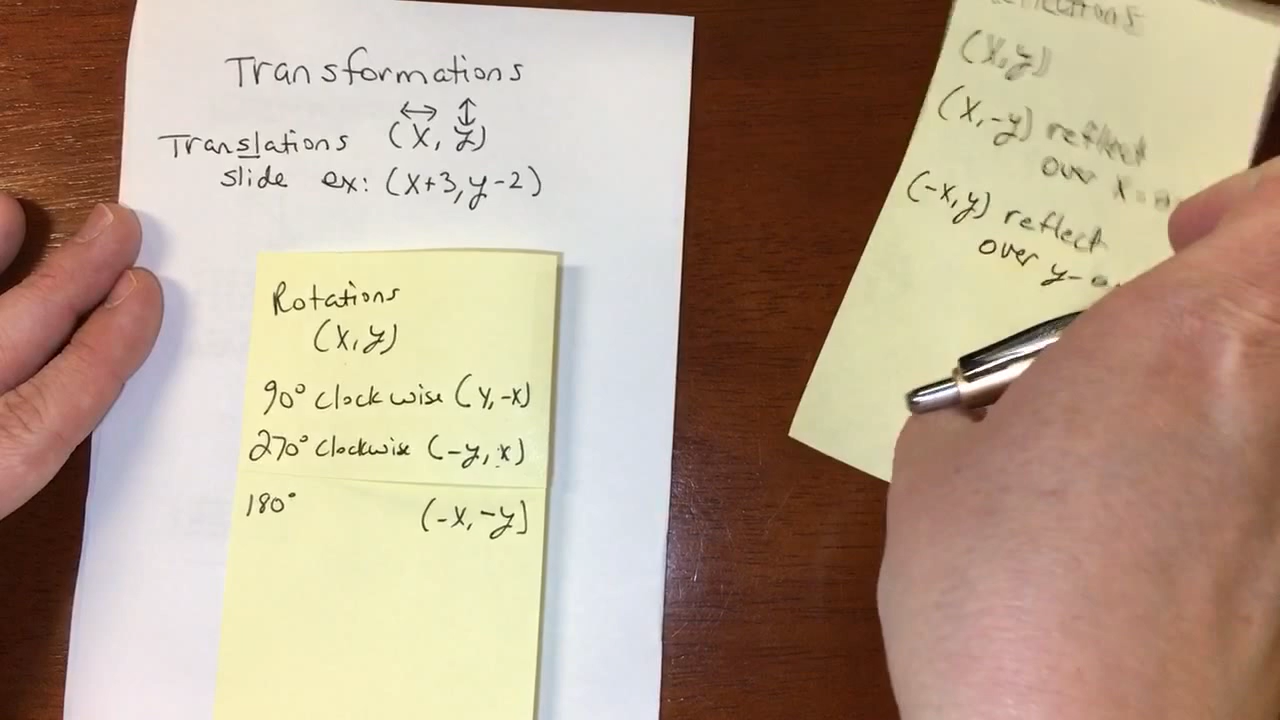 Transformations
Translations (x, y)
slide ex: (x+3, y-2)
Rotations
(x, y)
90° clockwise (y, -x)
270° clockwise (-y, x)
180° (-x, -y)
(x, y)
(x, -y) reflect
over x
(-x, y) reflect
over y-